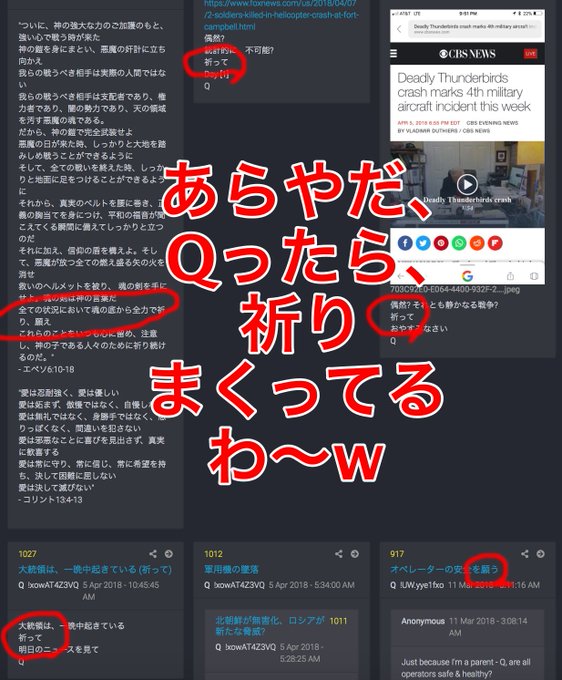 "ついに、神の強大な力のご加護のもと、
強い心で戦う時が来た
神の鎧を身にまとい、悪魔の奸計に立ち
向かえ
我らの戦うべき相手は実際の人間ではな
い
我らの戦うべき相手は支配者であり、権
力者であり、闇の勢力であり、天の領域
を汚す悪魔の魂である。
だから、神の鎧で完全武装せよ
悪魔の日が来た時、しっかりと大地を踏
みしめ戦うことができるように
そして、全ての戦いを終えた時、しっか
りと地面に足をつけることができるよう
に
それから、真実のベルトを腰に巻き、正
義の胸当てを身につけ、平和の福音が聞
こえてくる瞬間に備えてしっかりと立つ
のだ
それに加え、信仰の盾を構えよ。そし
て、悪魔が放つ全ての燃え盛る矢の火を
消せ
救いのヘルメットを被り、魂の剣を手に
せよ。魂の剣は神の言葉だ
全ての状況において魂の底から全力で祈
り、願え
これらのことをいつも心に留め、注意
し、神の子である人々のために祈り続け
るのだ。"
- エペソ6:10-18
"愛は忍耐強く、愛は優しい
愛は妬まず、傲慢ではなく、自慢し
愛は無礼ではなく、身勝手ではなく、
りっぽくなく、間違いを犯さない
愛は邪悪なことに喜びを見出さず、真実
に歓喜する
愛は常に守り、常に信じ、常に希望を持
ち、決して困難に屈しない
愛は決して滅びない"
- コリント13:4-13
https://www.foxnews.com/us/2018/04/07
/2-soldiers-killed-in-helicopter-crash-at-fort-
campbell.html
偶然?
統計的に、不可能?
祈って
Day [1]
Q
AT&T LTE
1:21 PM
22%
Deadly Thunderbirds crash marks 4th military aircraft inci
www.cbsnews.com
CBS NEWS
LIVE
Deadly Thunderbirds
crash marks 4th military
aircraft incident this week
APR 5, 2018 6:55 PM EDT CBS EVENING NEWS
BY VLADIMIR DUTHIERS / CBS NEWS
Deadly Thunderbirds crash
1:54
703C92E0-E064-4400-932F-2....jpeg
偶然? それとも静かなる戦争?
祈って
おやすみなさい
Q
あらやだ、
Qったら、
祈り
まくってる
わ〜w
1027
大統領は、一晩中起きている (祈って)
Q !xowAT4Z3VQ 5 Apr 2018 - 10:45:45
AM
大統領は、一晩中起きている
祈って
明日のニュースを見て
Q
1012
軍用機の墜落
Q !xowAT4Z3VQ 5 Apr 2018 - 5:34:00 AM
北朝鮮が無害化、ロシアが
新たな脅威?
1011
Q !xowAT4Z3VQ 5 Apr 2018 -
5:28:25 AM
917
オペレーターの安全を願う
Q !UW.yye1fxo 11 Mar 2018 - 3:11:16 AM
Anonymous 11 Mar 2018 - 3:08:14
AM
Just because I'm a parent - Q, are all
operators safe & healthy?